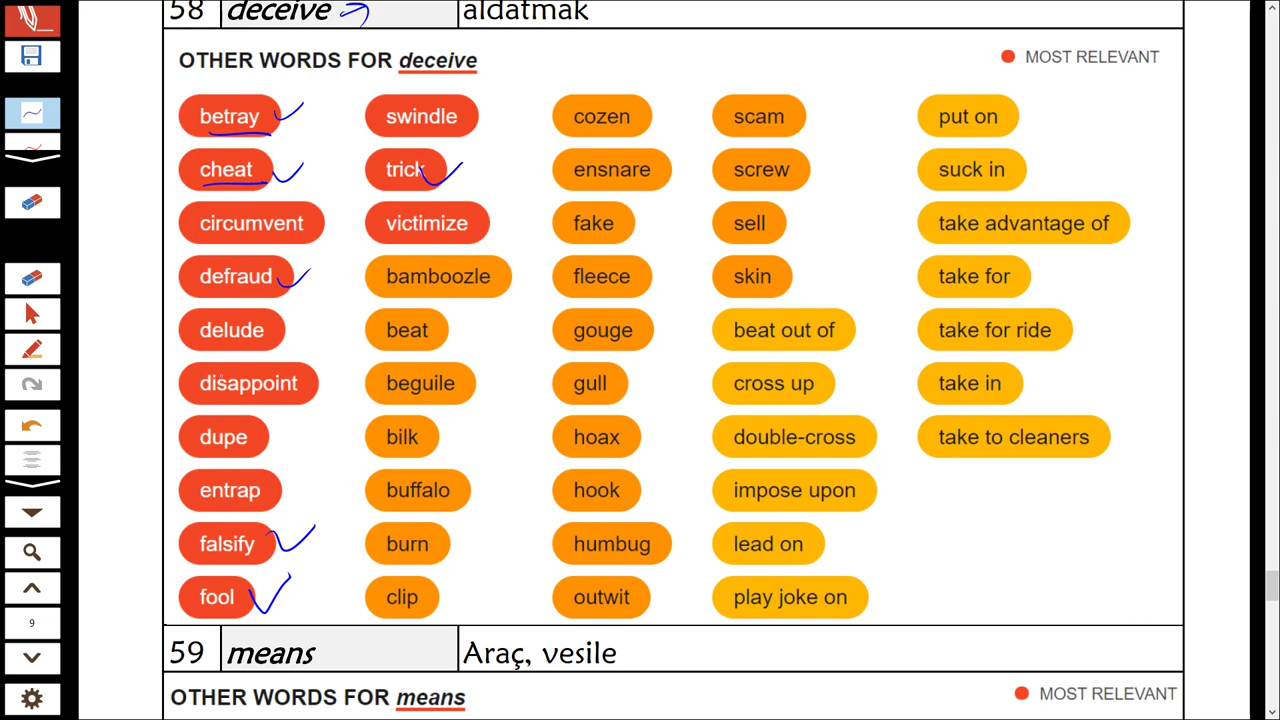 58 deceive aldatmak
OTHER WORDS FOR deceive MOST RELEVANT
betray swindle cozen scam put on
cheat trick ensnare screw suck in
circumvent victimize fake sell take advantage of
defraud bamboozle fleece skin take for
delude beat gouge beat out of take for ride
disappoint beguile gull cross up take in
dupe bilk hoax double-cross take to cleaners
entrap buffalo hook impose upon
falsify burn humbug lead on
fool clip outwit play joke on
9
59 means Araç, vesile
OTHER WORDS FOR means MOST RELEVANT